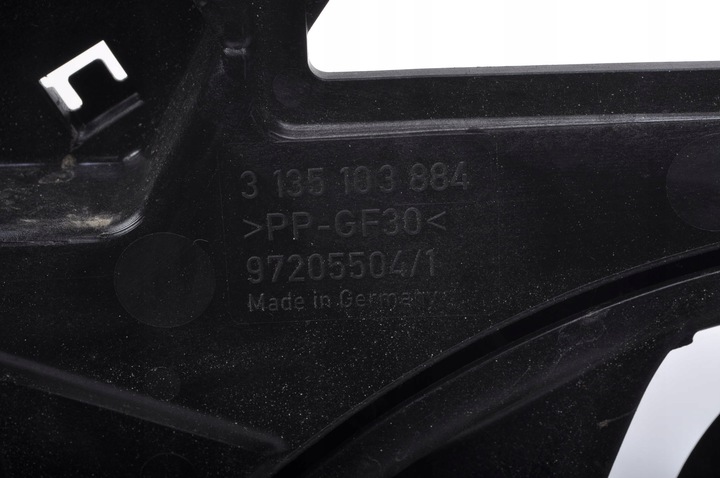 3 135 103 884
>PP-GF30<
97205504/1
Made in Germany